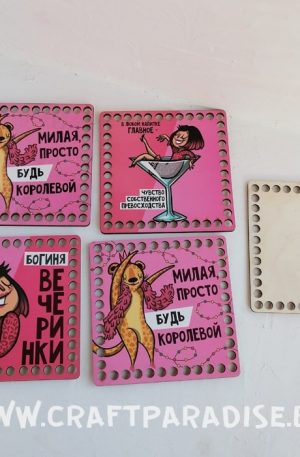 МИЛАЯ,
ПРОСТО
БУДЬ
КОРОЛЕВОЙ
В ЛЮБОМ НАПИТКЕ
ГЛАВНОЕ -
ЧУВСТВО
СОБСТВЕННОГО
ПРЕВОСХОДСТВА
БОГИНЯ
ВЕ
ЧЕ
РИ
НКИ
МИЛАЯ,
ПРОСТО
БУДЬ
КОРОЛЕВОЙ
WWW.CRAFTPARADISE.E